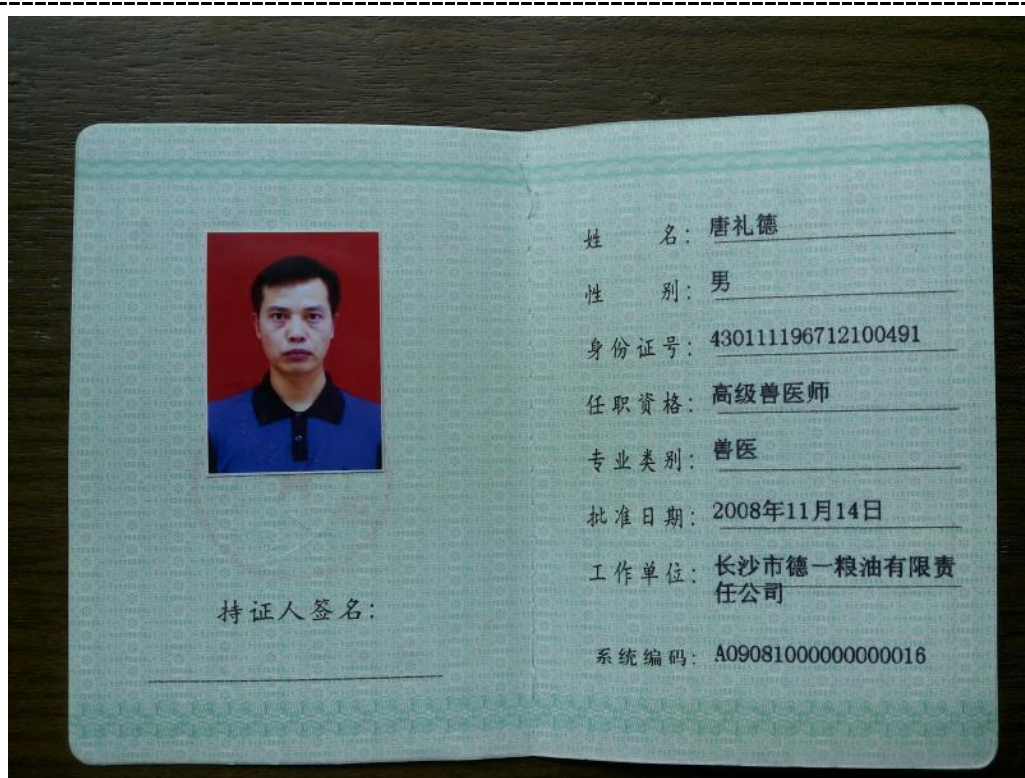 姓名：唐礼德
性别：男
身份证号：430111196712100491
任职资格：高级兽医师
专业类别：兽医
批准日期：2008年11月14日
工作单位：长沙市德一粮油有限责
任公司
持证人签名：
系统编码：A09081000000000016